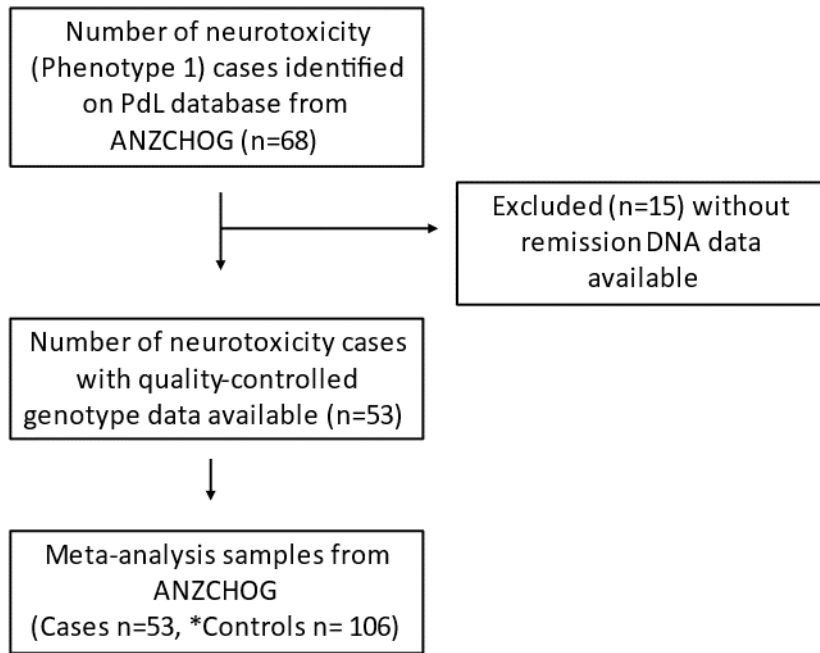 Number of neurotoxicity
(Phenotype 1) cases identified
on PdL database from
ANZCHOG (n=68)
Excluded (n=15) without
remission DNA data
available
Number of neurotoxicity cases
with quality-controlled
genotype data available (n=53)
Meta-analysis samples from
ANZCHOG
(Cases n=53, *Controls n= 106)